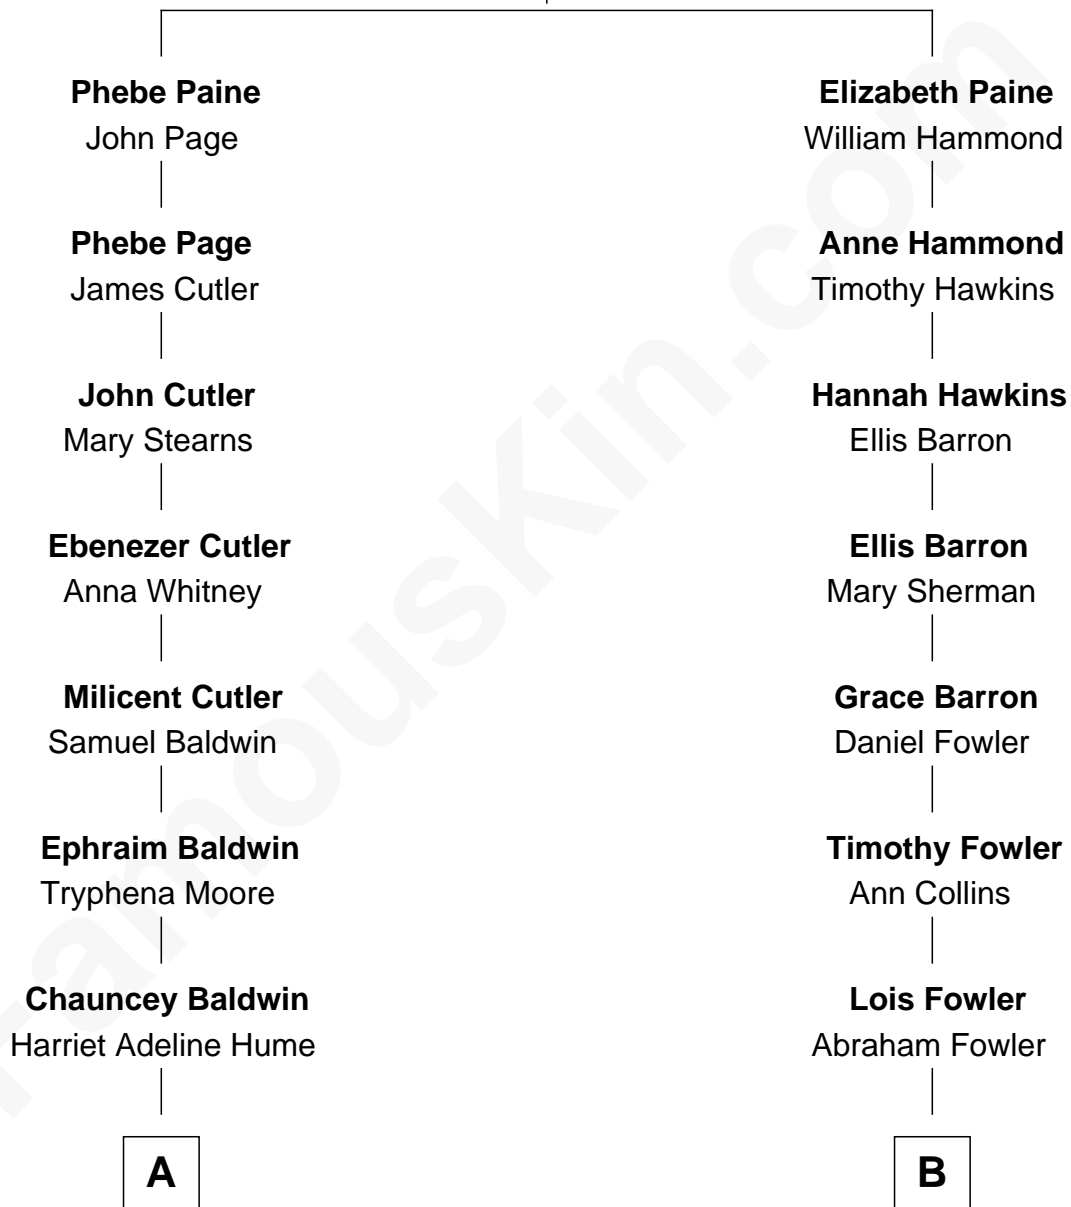 Phebe Paine
John Page
Elizabeth Paine
William Hammond
Phebe Page
James Cutler
Anne Hammond
Timothy Hawkins
John Cutler
Mary Stearns
Hannah Hawkins
Ellis Barron
Ebenezer Cutler
Anna Whitney
Ellis Barron
Mary Sherman
Milicent Cutler
Samuel Baldwin
Grace Barron
Daniel Fowler
Ephraim Baldwin
Tryphena Moore
Timothy Fowler
Ann Collins
Chauncey Baldwin
Harriet Adeline Hume
Lois Fowler
Abraham Fowler
A
B
FamousKin.com